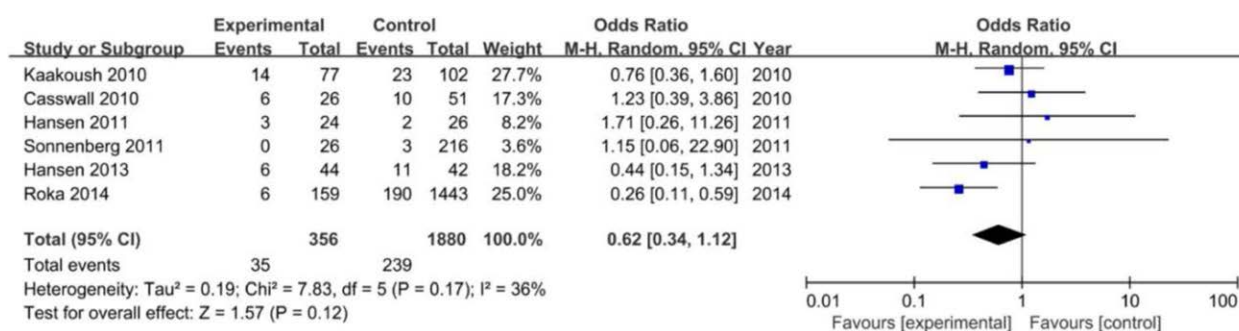 Experimental Control Odds Ratio Odds Ratio
Study or Subgroup Events Total Events Total Weight M-H, Random, 95% CI Year M-H, Random, 95% CI
Kaakoush 2010 14 77 23 102 27.7% 0.76 [0.36, 1.60] 2010
Casswall 2010 6 26 10 51 17.3% 1.23 [0.39, 3.86] 2010
Hansen 2011 3 24 2 26 8.2% 1.71 [0.26, 11.26] 2011
Sonnenberg 2011 0 26 3 216 3.6% 1.15 [0.06, 22.90] 2011
Hansen 2013 6 44 11 42 18.2% 0.44 [0.15, 1.34] 2013
Roka 2014 6 159 190 1443 25.0% 0.26 [0.11, 0.59] 2014
Total (95% CI) 356 1880 100.0% 0.62 [0.34, 1.12]
Total events 35 239
Heterogeneity: Tau² = 0.19; Chi² = 7.83, df = 5 (P = 0.17); I² = 36%
Test for overall effect: Z = 1.57 (P = 0.12)
0.01 0.1 1 10 100
Favours [experimental] Favours [control]